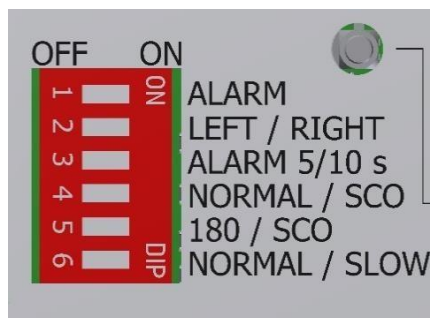 OFF ON
1 ON ALARM
2 LEFT / RIGHT
3 ALARM 5/10 s
4 NORMAL / SCO
5 180 / SCO
6 DIP NORMAL / SLOW